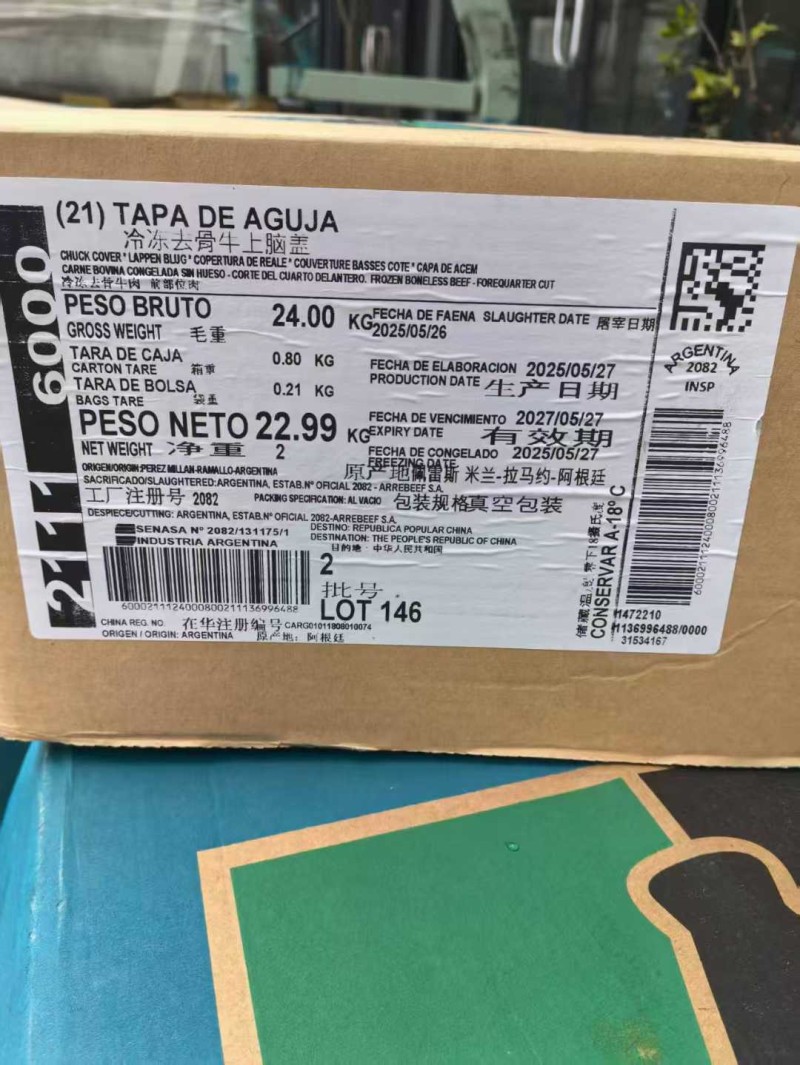 (21) TAPA DE AGUJA
冷冻去骨牛上脑盖
CHUCK COVER * LAPPEN BLUG * COPERTURA DE REALE * COUVERTURE BASSES COTE * CAPA DE ACEM
CARNE BOVINA CONGELADA SIN HUESO - CORTE DEL CUARTO DELANTERO. FROZEN BONELESS BEEF - FOREQUARTER CUT
冷冻去骨牛肉 前部位肉
PESO BRUTO 24.00 KG
GROSS WEIGHT 毛重
FECHA DE FAENA SLAUGHTER DATE 屠宰日期
2025/05/26
TARA DE CAJA 0.80 KG
CARTON TARE 箱重
TARA DE BOLSA 0.21 KG
BAGS TARE 袋重
FECHA DE ELABORACION 2025/05/27
PRODUCTION DATE 生产日期
PESO NETO 22.99 KG
NET WEIGHT 净重 2
FECHA DE VENCIMIENTO 2027/05/27
EXPIRY DATE 有效期
FECHA DE CONGELADO 2025/05/27
FREEZING DATE
ORIGEN/ORIGIN:PEREZ MILLAN-RAMALLO-ARGENTINA 原产地佩雷斯 米兰-拉马约-阿根廷
SACRIFICADO/SLAUGHTERED:ARGENTINA, ESTAB.Nº OFICIAL 2082 - ARREBEEF S.A.
工厂注册号 2082 PACKING SPECIFICATION: AL VACIO 包装规格真空包装
DESPIECE/CUTTING: ARGENTINA, ESTAB.Nº OFICIAL 2082-ARREBEEF S.A.
SENASA Nº 2082/131175/1
INDUSTRIA ARGENTINA
DESTINO: REPUBLICA POPULAR CHINA
DESTINATION: THE PEOPLE'S REPUBLIC OF CHINA
目的地: 中华人民共和国
2
批号
LOT 146
6000211124000800211136996488
CHINA REG. NO. 在华注册编号 CARG01011808010074
ORIGEN / ORIGIN: ARGENTINA 原产地: 阿根廷
2111 6000
ARGENTINA
2082
INSP
6000211124000800211136996488
CONSERVAR A-18º C
11472210
11136996488/0000
31534167